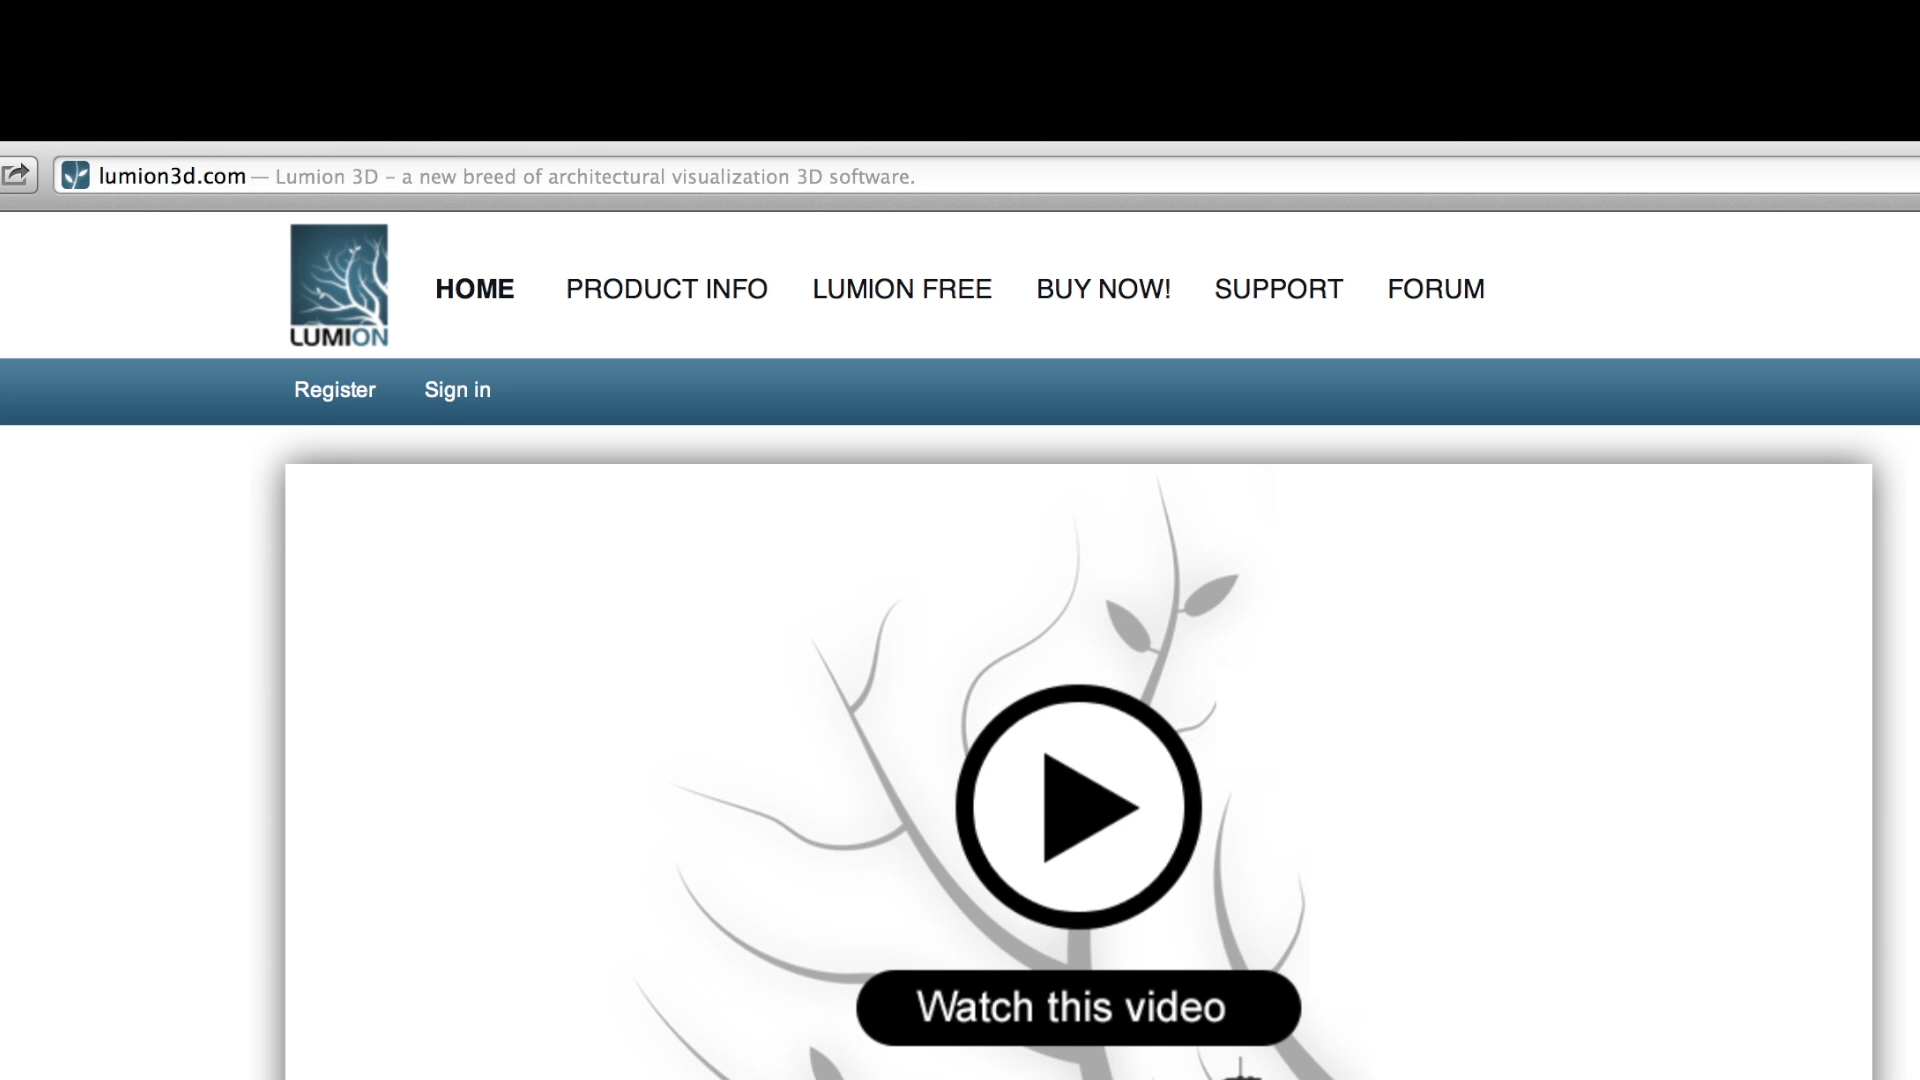 lumion3d.com — Lumion 3D – a new breed of architectural visualization 3D software.
LUMION
HOME PRODUCT INFO LUMION FREE BUY NOW! SUPPORT FORUM
Register Sign in
Watch this video